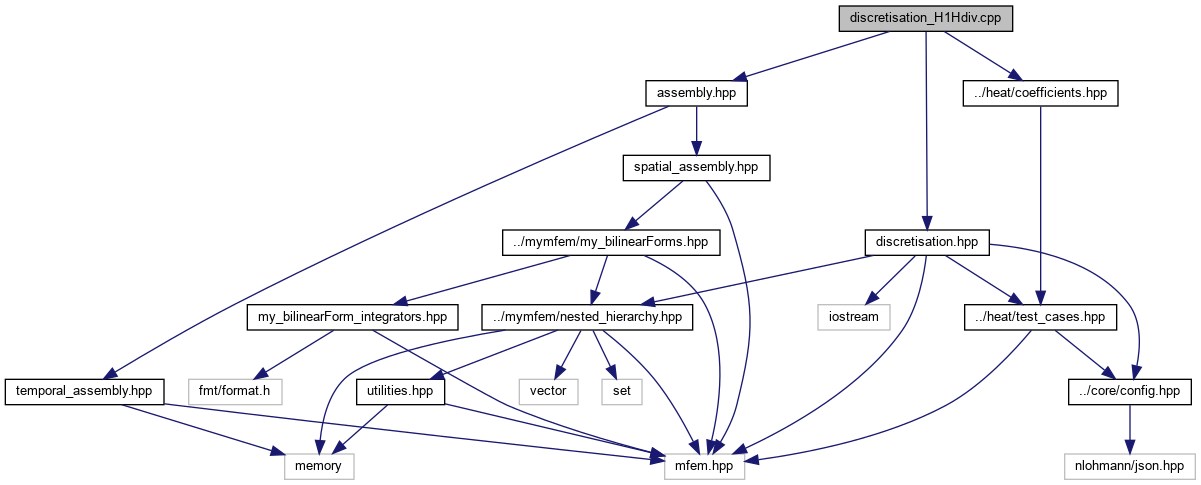 discretisation_H1Hdiv.cpp
assembly.hpp
../heat/coefficients.hpp
spatial_assembly.hpp
../mymfem/my_bilinearForms.hpp
discretisation.hpp
my_bilinearForm_integrators.hpp
../mymfem/nested_hierarchy.hpp
iostream
../heat/test_cases.hpp
temporal_assembly.hpp
fmt/format.h
utilities.hpp
vector
set
../core/config.hpp
memory
mfem.hpp
nlohmann/json.hpp